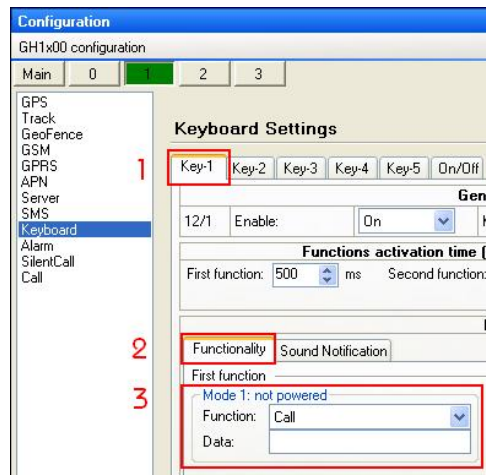 Configuration
GH1x00 configuration
Main 0 1 2 3
GPS
Track
GeoFence
GSM
GPRS
APN
Server
SMS
Keyboard
Alarm
SilentCall
Call
Keyboard Settings
1
Key-1 Key-2 Key-3 Key-4 Key-5 On/Off
Gen
12/1 Enable: On
Functions activation time (
First function: 500 ms Second function:
2
Functionality Sound Notification
First function
3
Mode 1: not powered
Function: Call
Data: